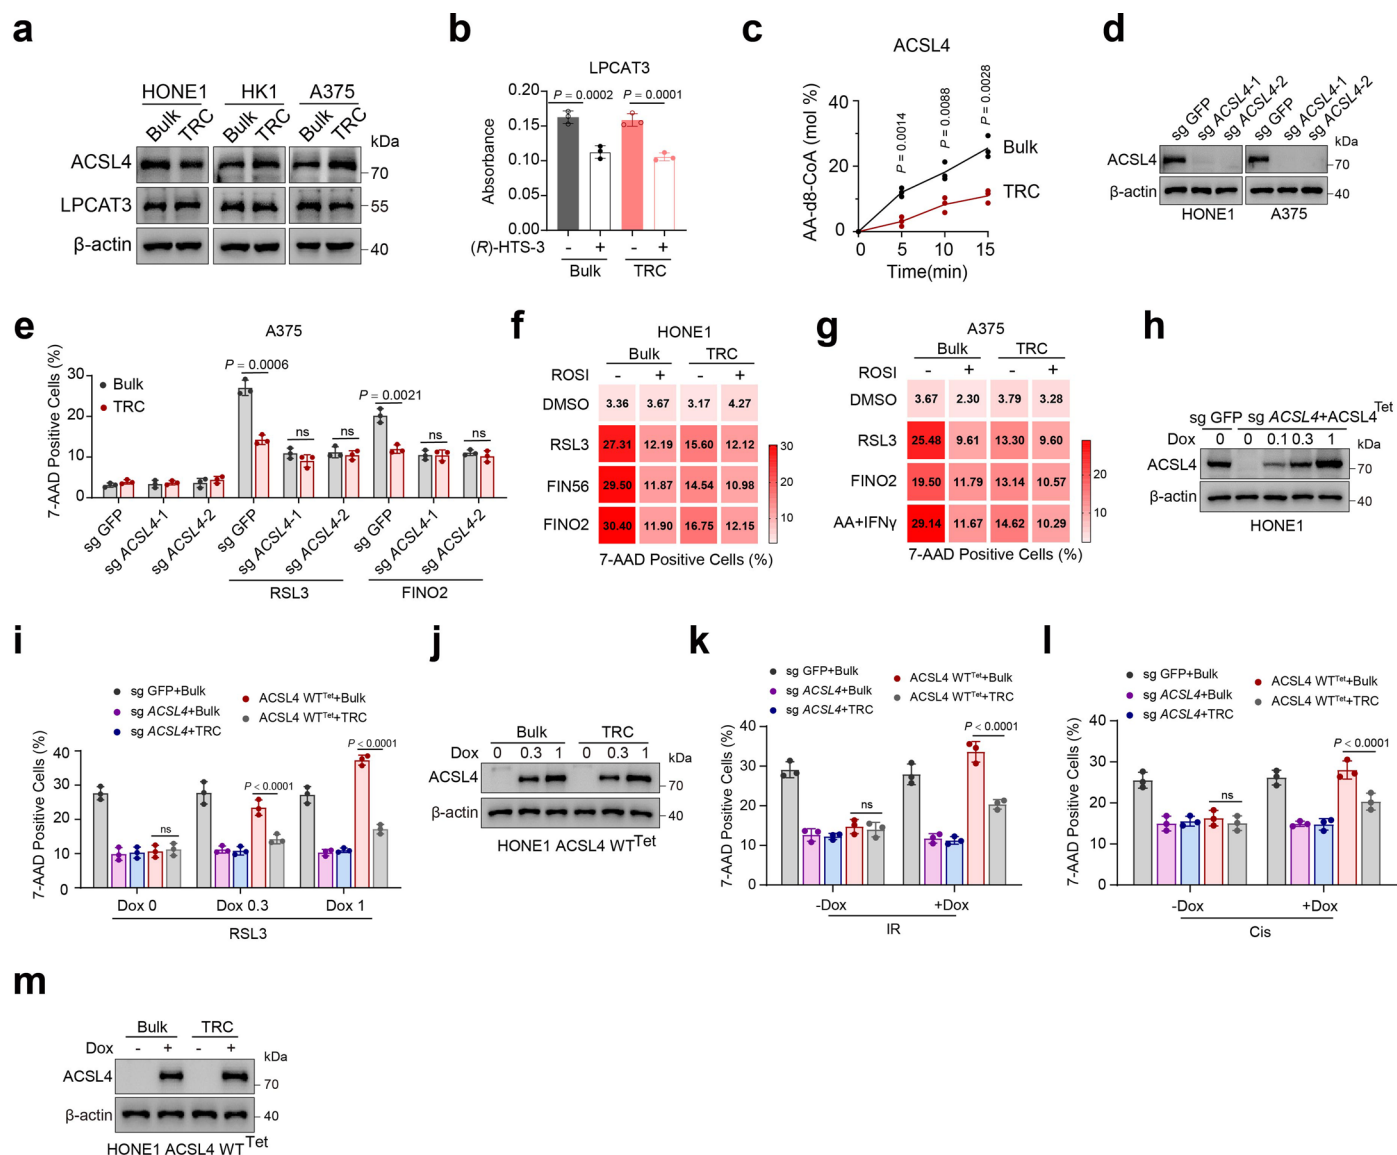 a
HONE1 HK1 A375
Bulk TRC Bulk TRC Bulk TRC
kDa
ACSL4
70
LPCAT3
55
β-actin
40
b
LPCAT3
P = 0.0002 P = 0.0001
0.20
0.15
0.10
0.05
0.00
Absorbance
(R)-HTS-3 - + - +
Bulk TRC
c
ACSL4
P = 0.0014
P = 0.0088
P = 0.0028
40
20
0
AA-d8-CoA (mol %)
Bulk
TRC
0 5 10 15
Time(min)
d
sg GFP sg ACSL4-1 sg ACSL4-2 sg GFP sg ACSL4-1 sg ACSL4-2
kDa
ACSL4
70
β-actin
40
HONE1 A375
e
A375
Bulk
TRC
P = 0.0006
P = 0.0021
ns ns ns ns
7-AAD Positive Cells (%)
30
20
10
0
sg GFP sg ACSL4-1 sg ACSL4-2 sg GFP sg ACSL4-1 sg ACSL4-2 sg GFP sg ACSL4-1 sg ACSL4-2
RSL3 FINO2
f
HONE1
Bulk TRC
ROSI - + - +
DMSO 3.36 3.67 3.17 4.27
RSL3 27.31 12.19 15.60 12.12
FIN56 29.50 11.87 14.54 10.98
FINO2 30.40 11.90 16.75 12.15
30
20
10
7-AAD Positive Cells (%)
g
A375
Bulk TRC
ROSI - + - +
DMSO 3.67 2.30 3.79 3.28
RSL3 25.48 9.61 13.30 9.60
FINO2 19.50 11.79 13.14 10.57
AA+IFNγ 29.14 11.67 14.62 10.29
20
10
7-AAD Positive Cells (%)
h
sg GFP sg ACSL4+ACSL4Tet
Dox 0 0 0.1 0.3 1 kDa
ACSL4
70
β-actin
40
HONE1
i
sg GFP+Bulk
sg ACSL4+Bulk
sg ACSL4+TRC
ACSL4 WTTet+Bulk
ACSL4 WTTet+TRC
P < 0.0001
P < 0.0001
ns
7-AAD Positive Cells (%)
40
30
20
10
0
Dox 0 Dox 0.3 Dox 1
RSL3
j
Bulk TRC
Dox 0 0.3 1 0 0.3 1 kDa
ACSL4
70
β-actin
40
HONE1 ACSL4 WTTet
k
sg GFP+Bulk
sg ACSL4+Bulk
sg ACSL4+TRC
ACSL4 WTTet+Bulk
ACSL4 WTTet+TRC
P < 0.0001
ns
7-AAD Positive Cells (%)
40
30
20
10
0
-Dox +Dox
IR
l
sg GFP+Bulk
sg ACSL4+Bulk
sg ACSL4+TRC
ACSL4 WTTet+Bulk
ACSL4 WTTet+TRC
P < 0.0001
ns
7-AAD Positive Cells (%)
40
30
20
10
0
-Dox +Dox
Cis
m
Bulk TRC
Dox - + - + kDa
ACSL4
70
β-actin
40
HONE1 ACSL4 WTTet